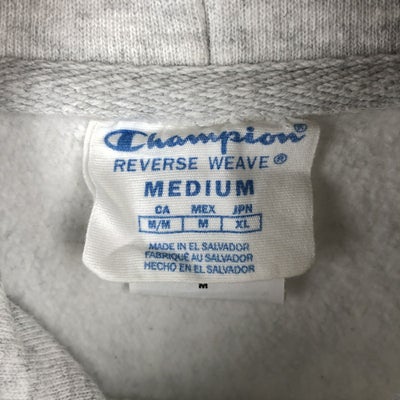 Champion®
REVERSE WEAVE®
MEDIUM
CA MEX JPN
M/M M XL
MADE IN EL SALVADOR
FABRIQUÉ AU SALVADOR
HECHO EN EL SALVADOR
M